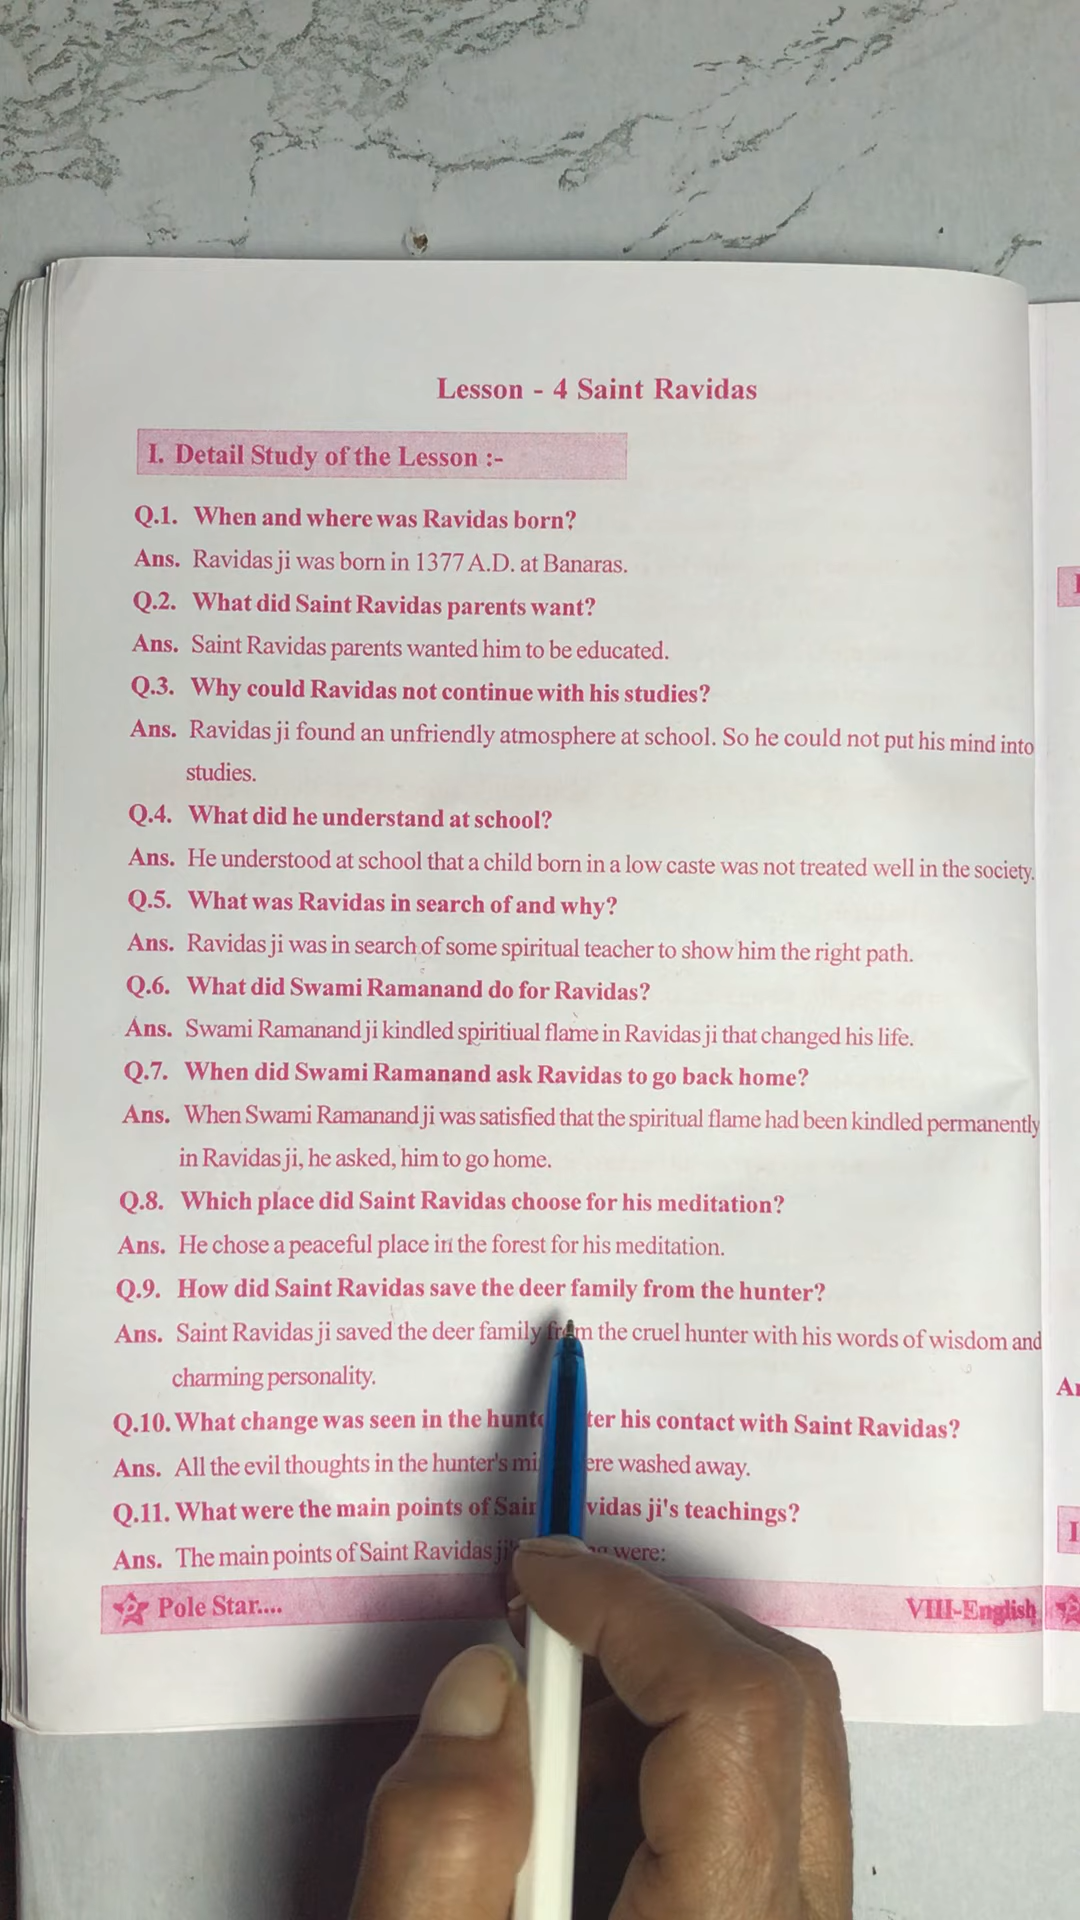 Lesson - 4 Saint Ravidas
I. Detail Study of the Lesson :-
Q.1. When and where was Ravidas born?
Ans. Ravidas ji was born in 1377 A.D. at Banaras.
Q.2. What did Saint Ravidas parents want?
Ans. Saint Ravidas parents wanted him to be educated.
Q.3. Why could Ravidas not continue with his studies?
Ans. Ravidas ji found an unfriendly atmosphere at school. So he could not put his mind into
studies.
Q.4. What did he understand at school?
Ans. He understood at school that a child born in a low caste was not treated well in the society.
Q.5. What was Ravidas in search of and why?
Ans. Ravidas ji was in search of some spiritual teacher to show him the right path.
Q.6. What did Swami Ramanand do for Ravidas?
Ans. Swami Ramanand ji kindled spiritiual flame in Ravidas ji that changed his life.
Q.7. When did Swami Ramanand ask Ravidas to go back home?
Ans. When Swami Ramanand ji was satisfied that the spiritual flame had been kindled permanently
in Ravidas ji, he asked, him to go home.
Q.8. Which place did Saint Ravidas choose for his meditation?
Ans. He chose a peaceful place in the forest for his meditation.
Q.9. How did Saint Ravidas save the deer family from the hunter?
Ans. Saint Ravidas ji saved the deer family from the cruel hunter with his words of wisdom and
charming personality.
Q.10. What change was seen in the his contact with Saint Ravidas?
Ans. All the evil thoughts in the hunter's washed away.
Q.11. What were the main points of ji's teachings?
Ans. The main points of Saint Ravidas were:
Pole Star....
VIII-English